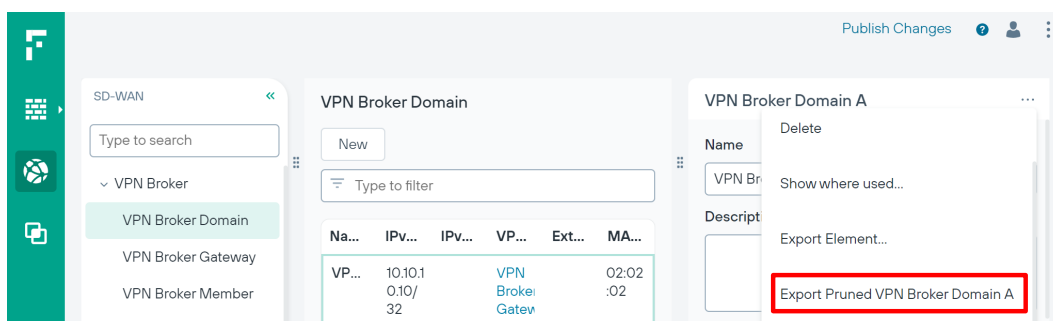 Publish Changes
SD-WAN
Type to search
VPN Broker
VPN Broker Domain
VPN Broker Gateway
VPN Broker Member
VPN Broker Domain
New
Type to filter
Na... IPv... IPv... VP... Ext... MA...
VP... 10.10.1 VPN 02:02
0.10/ Broker :02
32 Gatew
VPN Broker Domain A
Name
VPN Br
Descript
Delete
Show where used...
Export Element...
Export Pruned VPN Broker Domain A